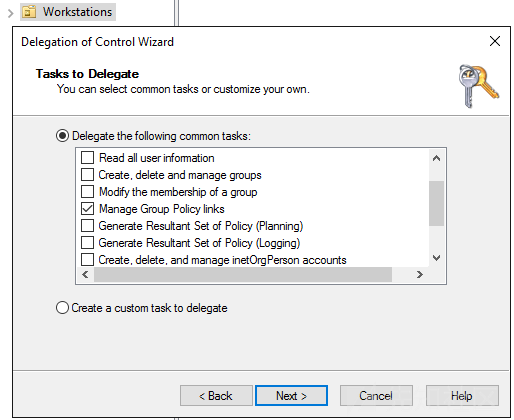 Workstations
Delegation of Control Wizard
Tasks to Delegate
You can select common tasks or customize your own.
Delegate the following common tasks:
Read all user information
Create, delete and manage groups
Modify the membership of a group
Manage Group Policy links
Generate Resultant Set of Policy (Planning)
Generate Resultant Set of Policy (Logging)
Create, delete, and manage inetOrgPerson accounts
Create a custom task to delegate
< Back Next > Cancel Help